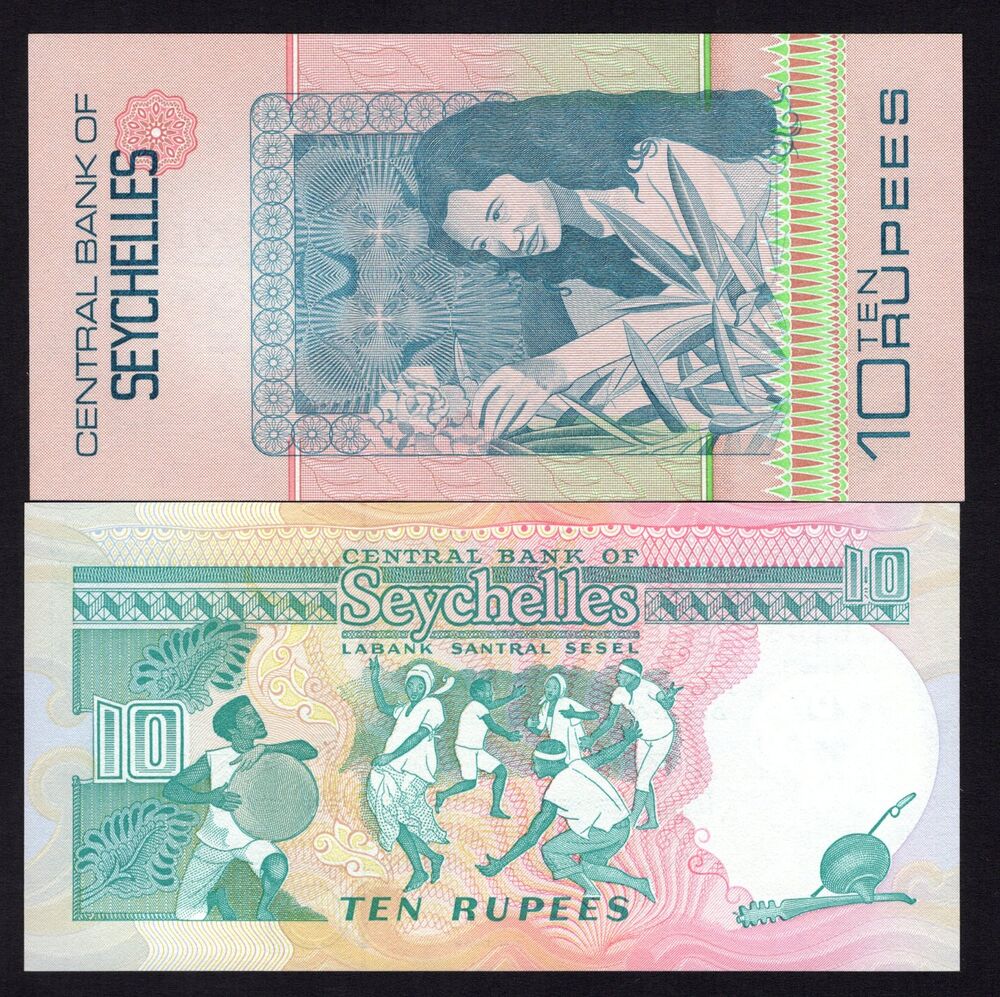 CENTRAL BANK OF
SEYCHELLES
TEN
10 RUPEES
CENTRAL BANK OF
Seychelles
LABANK SANTRAL SESEL
10
10
TEN RUPEES